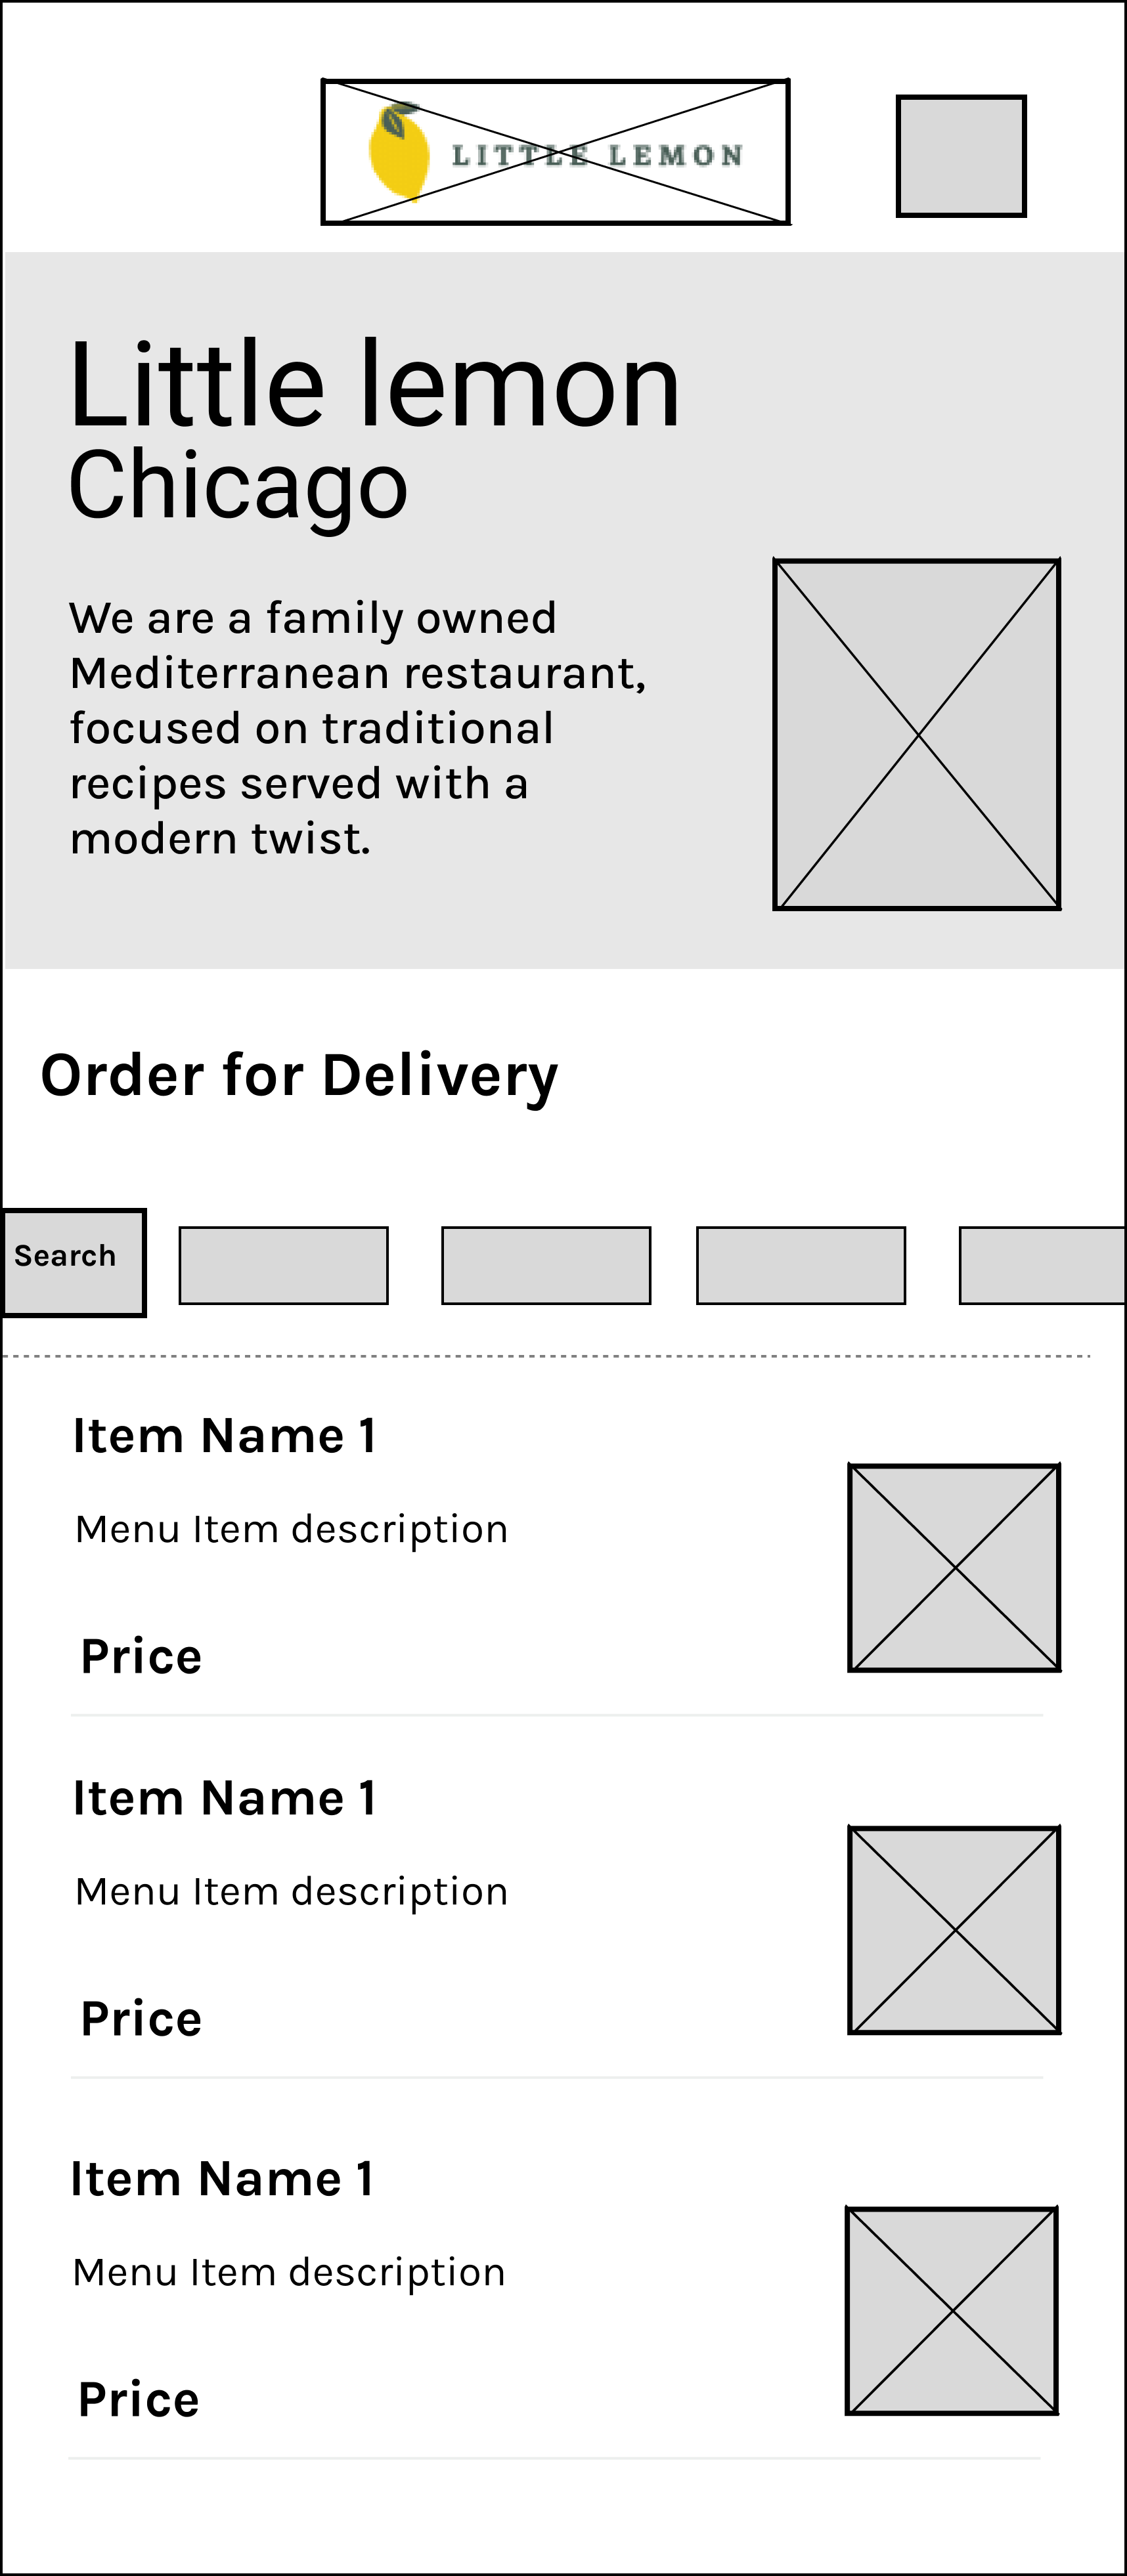 LITTLE LEMON
Little lemon
Chicago
We are a family owned
Mediterranean restaurant,
focused on traditional
recipes served with a
modern twist.
Order for Delivery
Search
Item Name 1
Menu Item description
Price
Item Name 1
Menu Item description
Price
Item Name 1
Menu Item description
Price